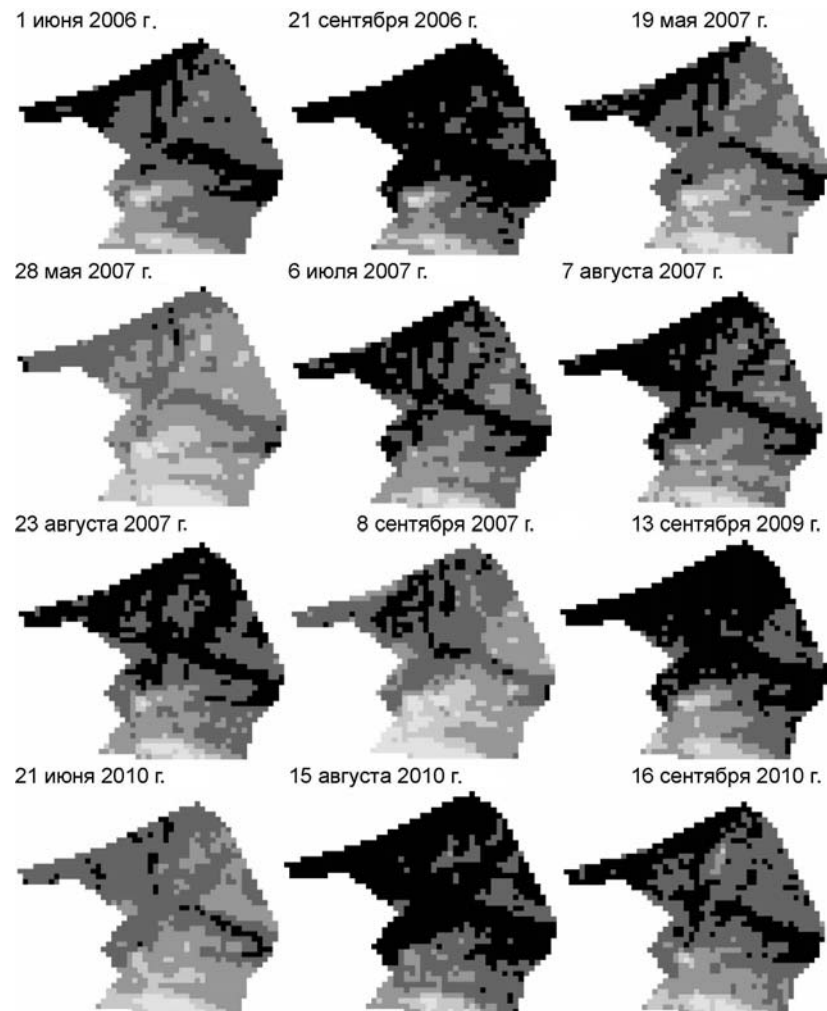 1 июня 2006 г.
21 сентября 2006 г.
19 мая 2007 г.
28 мая 2007 г.
6 июля 2007 г.
7 августа 2007 г.
23 августа 2007 г.
8 сентября 2007 г.
13 сентября 2009 г.
21 июня 2010 г.
15 августа 2010 г.
16 сентября 2010 г.